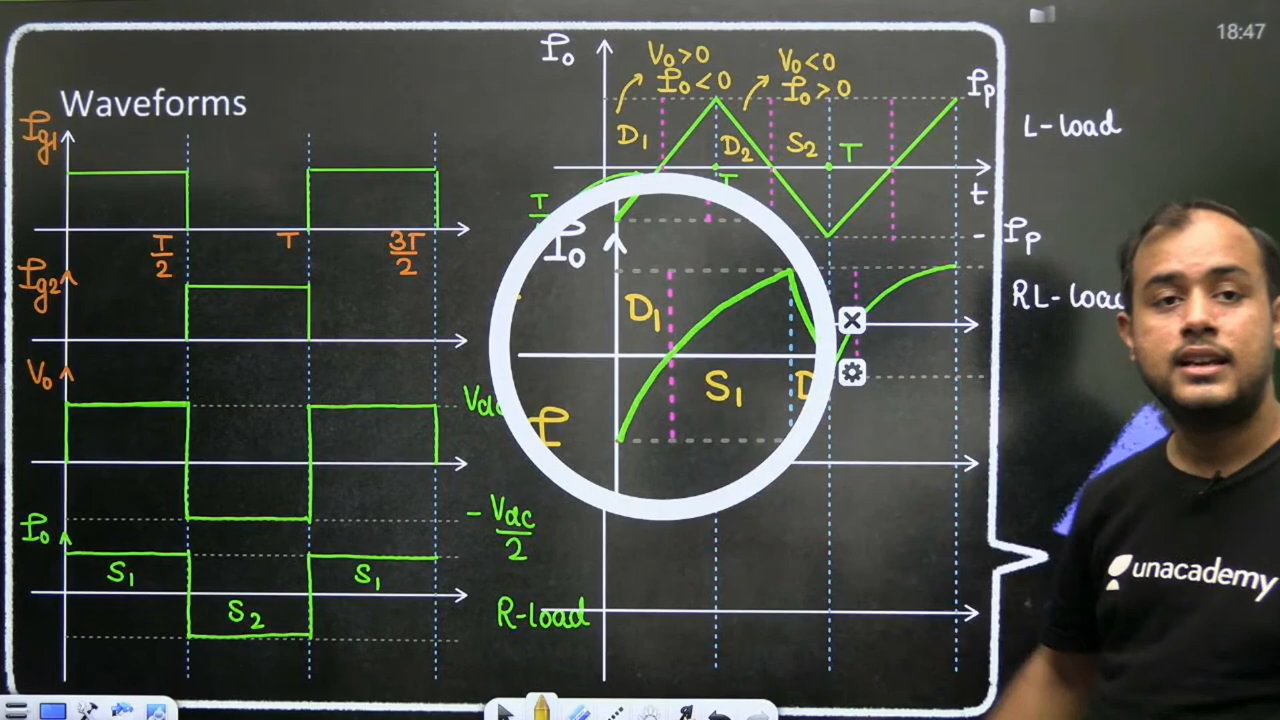 18:47
Waveforms
Ig1
T/2
T
3T/2
Ig2
V0
Vdc
-Vdc/2
I0
S1
S2
S1
R-load
I0
V0>0
I0<0
V0<0
I0>0
Ip
D1
D2
S2
T
t
L-load
-Ip
I0
D1
S1
D
RL-load
unacademy